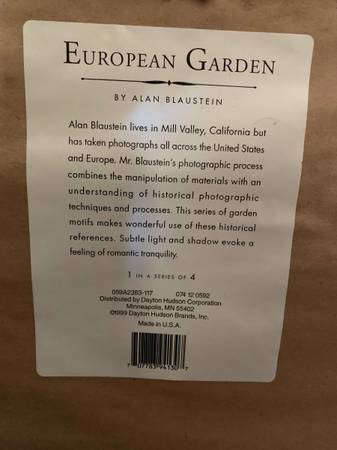 EUROPEAN GARDEN
BY ALAN BLAUSTEIN
Alan Blaustein lives in Mill Valley, California but
has taken photographs all across the United States
and Europe. Mr. Blaustein's photographic process
combines the manipulation of materials with an
understanding of historical photographic
techniques and processes. This series of garden
motifs makes wonderful use of these historical
references. Subtle light and shadow evoke a
feeling of romantic tranquility.
1 IN A SERIES OF 4
059A2383-117 074 12 0592
Distributed by Dayton Hudson Corporation
Minneapolis, MN 55402
©1999 Dayton Hudson Brands, Inc.
Made in U.S.A.
7 07783 94130 7